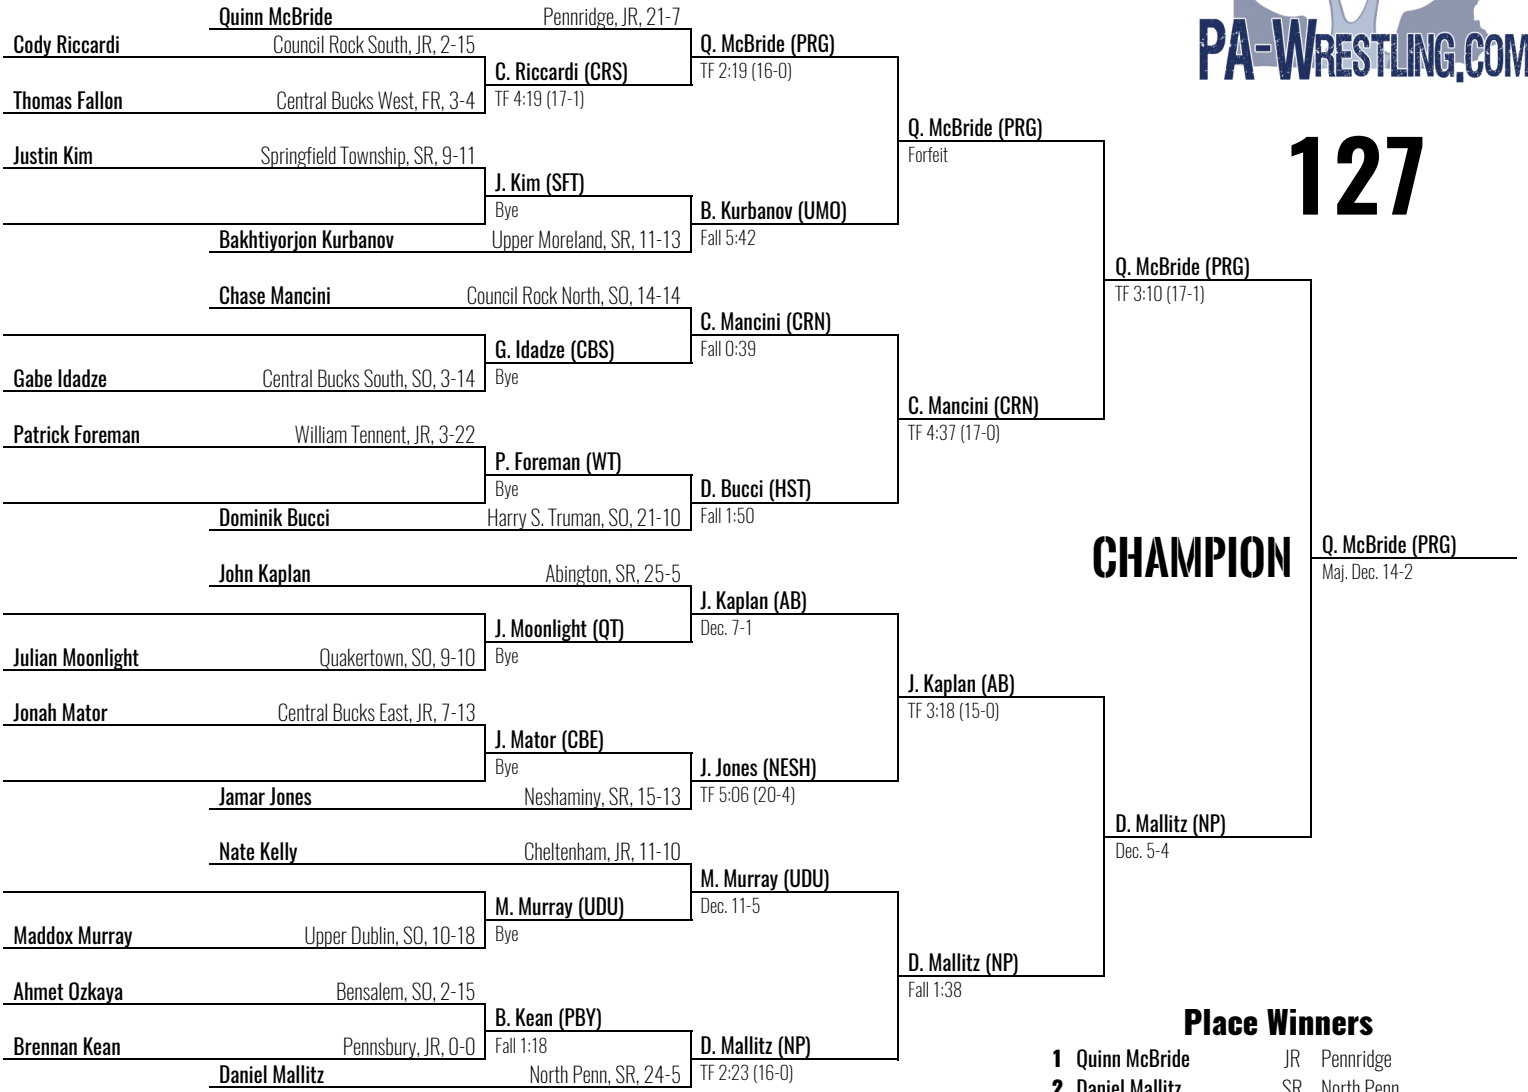 Quinn McBride Pennridge, JR, 21-7
Cody Riccardi Council Rock South, JR, 2-15
Q. McBride (PRG)
C. Riccardi (CRS)
TF 2:19 (16-0)
Thomas Fallon Central Bucks West, FR, 3-4
TF 4:19 (17-1)
Q. McBride (PRG)
Forfeit
Justin Kim Springfield Township, SR, 9-11
J. Kim (SFT)
Bye
B. Kurbanov (UMO)
Bakhtiyorjon Kurbanov Upper Moreland, SR, 11-13
Fall 5:42
Q. McBride (PRG)
TF 3:10 (17-1)
Chase Mancini Council Rock North, SO, 14-14
C. Mancini (CRN)
G. Idadze (CBS)
Fall 0:39
Gabe Idadze Central Bucks South, SO, 3-14
Bye
C. Mancini (CRN)
TF 4:37 (17-0)
Patrick Foreman William Tennent, JR, 3-22
P. Foreman (WT)
Bye
D. Bucci (HST)
Dominik Bucci Harry S. Truman, SO, 21-10
Fall 1:50
CHAMPION
Q. McBride (PRG)
Maj. Dec. 14-2
John Kaplan Abington, SR, 25-5
J. Kaplan (AB)
J. Moonlight (QT)
Dec. 7-1
Julian Moonlight Quakertown, SO, 9-10
Bye
J. Kaplan (AB)
TF 3:18 (15-0)
Jonah Mator Central Bucks East, JR, 7-13
J. Mator (CBE)
Bye
J. Jones (NESH)
Jamar Jones Neshaminy, SR, 15-13
TF 5:06 (20-4)
D. Mallitz (NP)
Dec. 5-4
Nate Kelly Cheltenham, JR, 11-10
M. Murray (UDU)
M. Murray (UDU)
Dec. 11-5
Maddox Murray Upper Dublin, SO, 10-18
Bye
D. Mallitz (NP)
Fall 1:38
Ahmet Ozkaya Bensalem, SO, 2-15
B. Kean (PBY)
Brennan Kean Pennsbury, JR, 0-0
Fall 1:18
D. Mallitz (NP)
Daniel Mallitz North Penn, SR, 24-5
TF 2:23 (16-0)
PA-WRESTLING.COM
127
Place Winners
1 Quinn McBride JR Pennridge
2 Daniel Mallitz SR North Penn